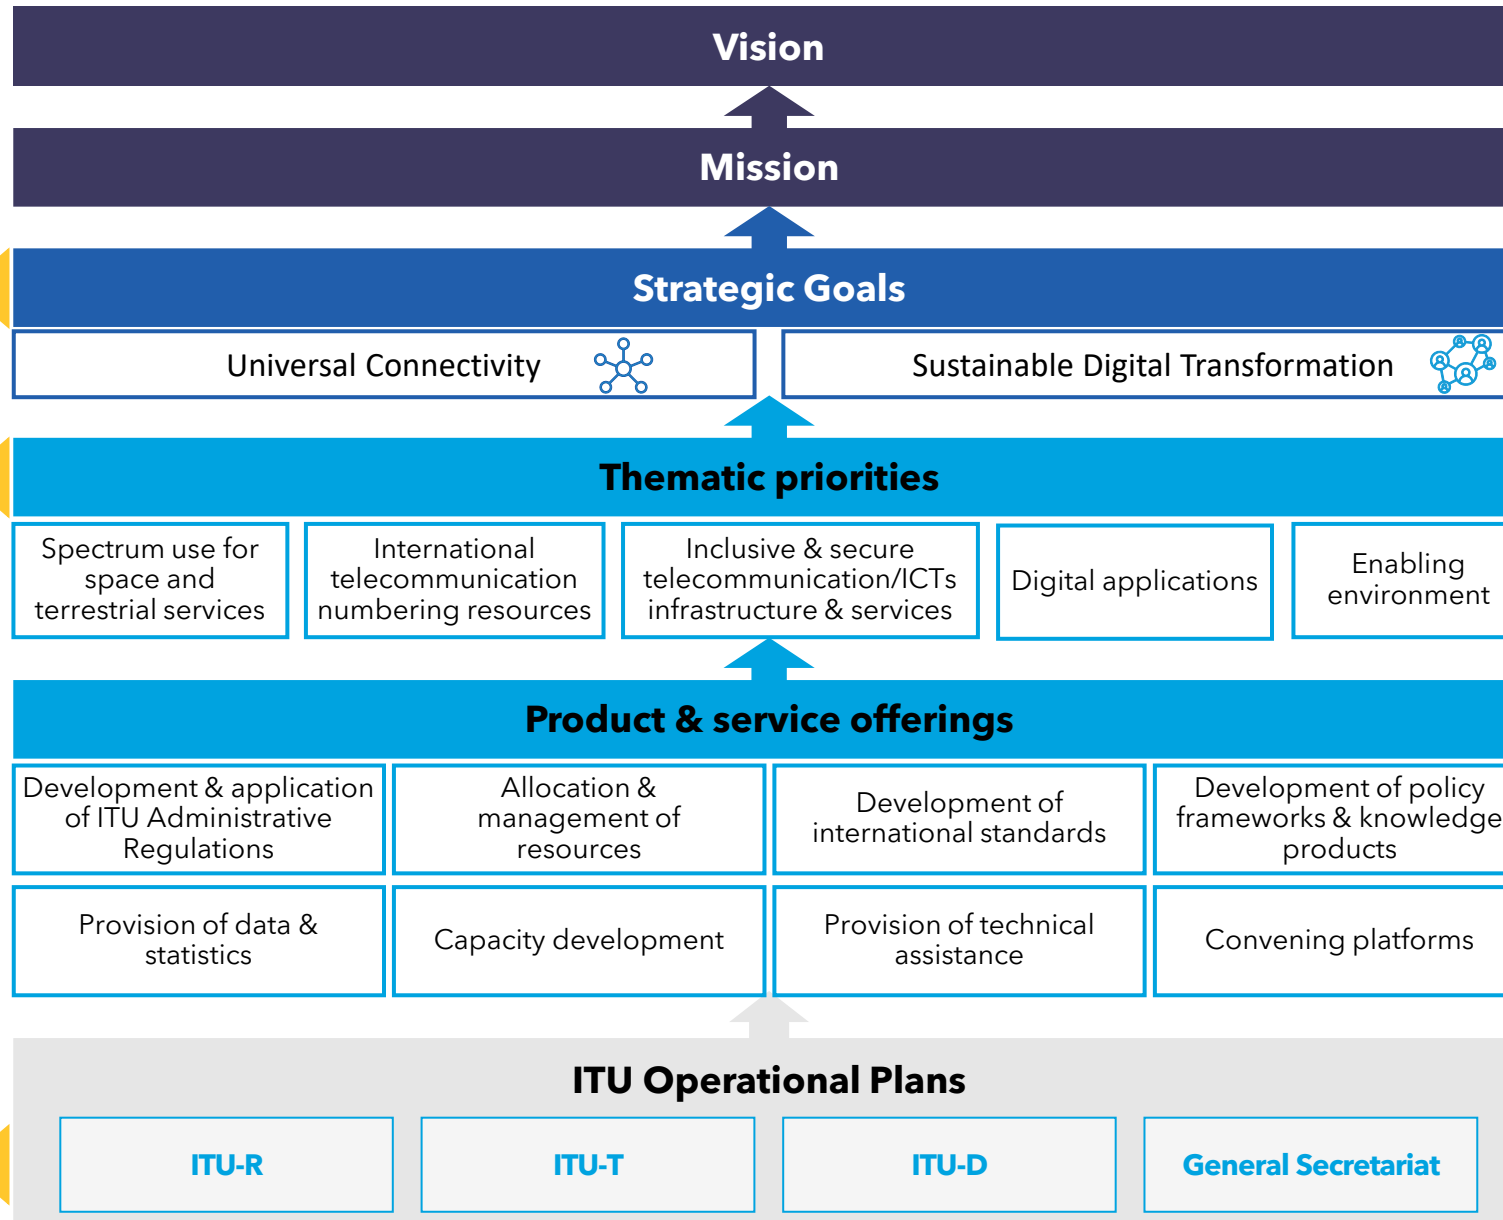 Vision
Mission
Strategic Goals
Universal Connectivity
Sustainable Digital Transformation
Thematic priorities
Spectrum use for
space and
terrestrial services
International
telecommunication
numbering resources
Inclusive & secure
telecommunication/ICTs
infrastructure & services
Digital applications
Enabling
environment
Product & service offerings
Development & application
of ITU Administrative
Regulations
Allocation &
management of
resources
Development of
international standards
Development of policy
frameworks & knowledge
products
Provision of data &
statistics
Capacity development
Provision of technical
assistance
Convening platforms
ITU Operational Plans
ITU-R
ITU-T
ITU-D
General Secretariat